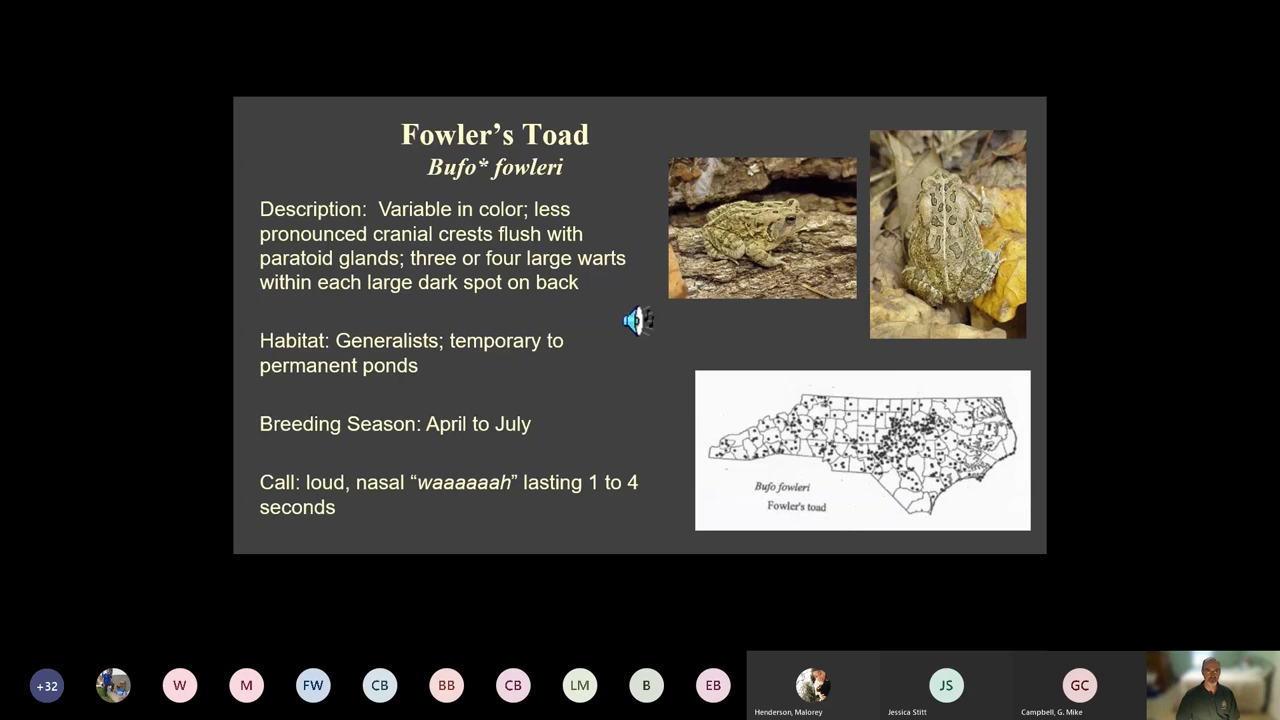 Fowler's Toad
Bufo* fowleri
Description: Variable in color; less
pronounced cranial crests flush with
paratoid glands; three or four large warts
within each large dark spot on back
Habitat: Generalists; temporary to
permanent ponds
Breeding Season: April to July
Call: loud, nasal “waaaaaah” lasting 1 to 4
seconds
Bufo fowleri
Fowler's toad
+32
W
M
FW
CB
BB
CB
LM
B
EB
Henderson, Malorey
JS
Jessica Stitt
GC
Campbell, G. Mike